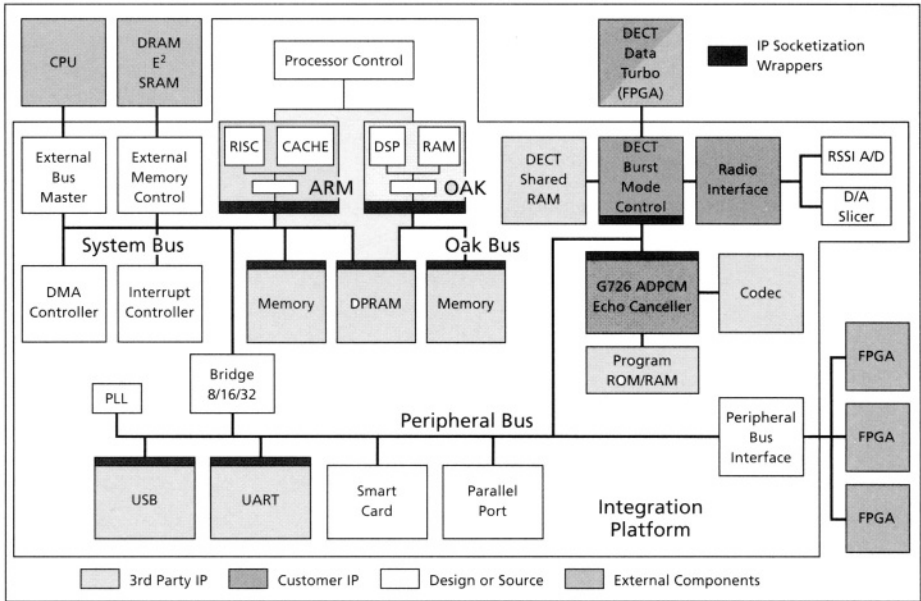 CPU
DRAM
E²
SRAM
Processor Control
DECT
Data
Turbo
(FPGA)
IP Socketization
Wrappers
External
Bus
Master
External
Memory
Control
RISC
CACHE
ARM
DSP
RAM
OAK
DECT
Shared
RAM
DECT
Burst
Mode
Control
Radio
Interface
RSSI A/D
D/A
Slicer
System Bus
Oak Bus
DMA
Controller
Interrupt
Controller
Memory
DPRAM
Memory
G726 ADPCM
Echo Canceller
Codec
Program
ROM/RAM
Bridge
8/16/32
PLL
Peripheral Bus
Peripheral
Bus
Interface
FPGA
FPGA
FPGA
USB
UART
Smart
Card
Parallel
Port
Integration
Platform
3rd Party IP
Customer IP
Design or Source
External Components